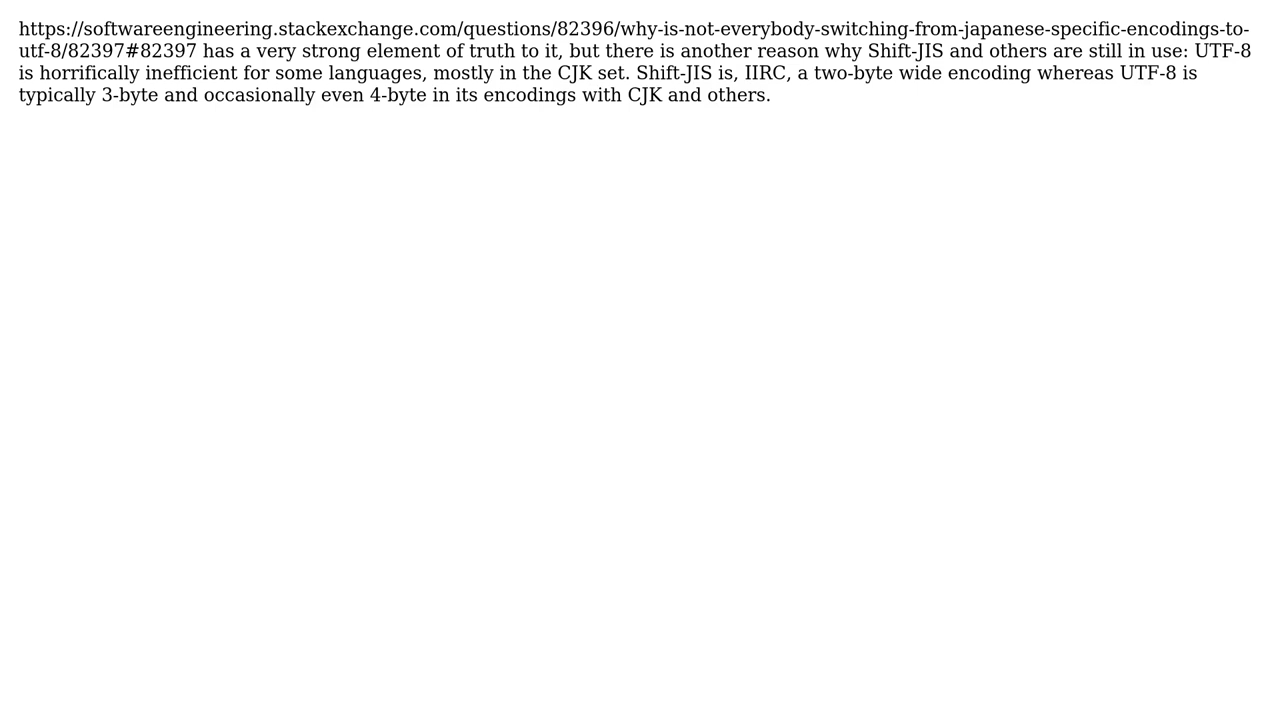 https://softwareengineering.stackexchange.com/questions/82396/why-is-not-everybody-switching-from-japanese-specific-encodings-to-
utf-8/82397#82397 has a very strong element of truth to it, but there is another reason why Shift-JIS and others are still in use: UTF-8
is horrifically inefficient for some languages, mostly in the CJK set. Shift-JIS is, IIRC, a two-byte wide encoding whereas UTF-8 is
typically 3-byte and occasionally even 4-byte in its encodings with CJK and others.